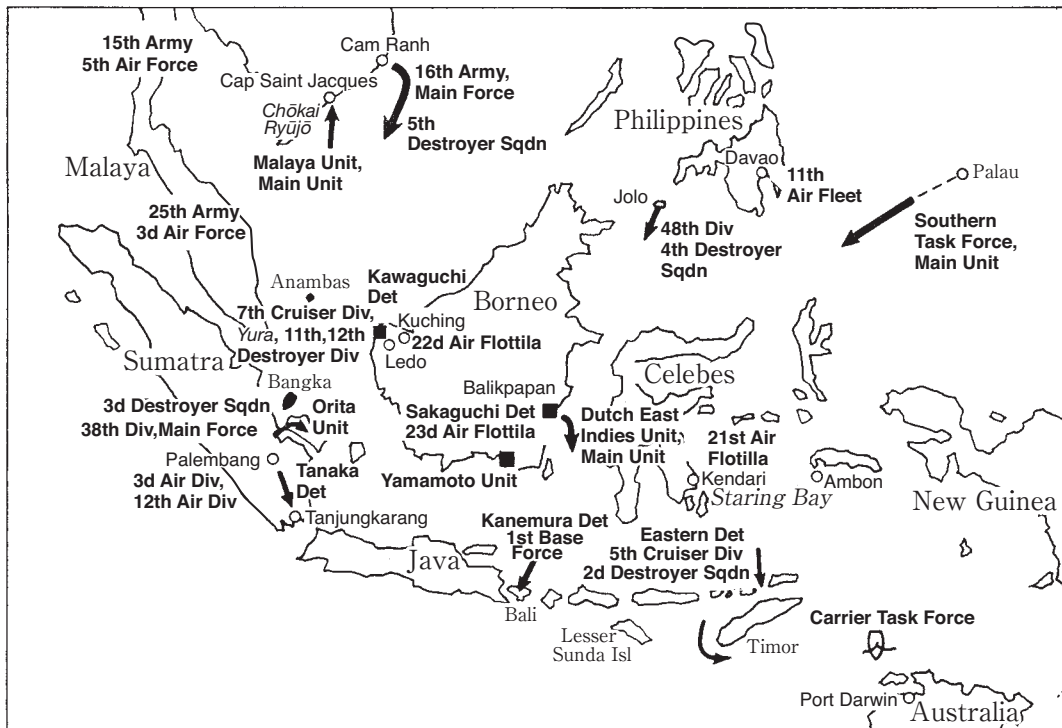 15th Army
5th Air Force
Cam Ranh
16th Army,
Main Force
Cap Saint Jacques
Chōkai
Ryūjō
5th
Destroyer Sqdn
Malaya Unit,
Main Unit
Malaya
Philippines
Davao
11th
Air Fleet
Palau
Jolo
48th Div
4th Destroyer
Sqdn
Southern
Task Force,
Main Unit
25th Army
3d Air Force
Anambas
Kawaguchi
Det
7th Cruiser Div,
Yura, 11th,12th
Destroyer Div
Kuching
22d Air Flottila
Ledo
Borneo
Sumatra
Bangka
Celebes
Balikpapan
3d Destroyer Sqdn
38th Div,Main Force
Orita
Unit
Sakaguchi Det
23d Air Flottila
Dutch East
Indies Unit,
Main Unit
21st Air
Flotilla
Palembang
3d Air Div,
12th Air Div
Tanaka
Det
Yamamoto Unit
Kendari
Staring Bay
Ambon
New Guinea
Tanjungkarang
Java
Kanemura Det
1st Base
Force
Eastern Det
5th Cruiser Div
2d Destroyer Sqdn
Bali
Lesser
Sunda Isl
Timor
Carrier Task Force
Port Darwin
Australia